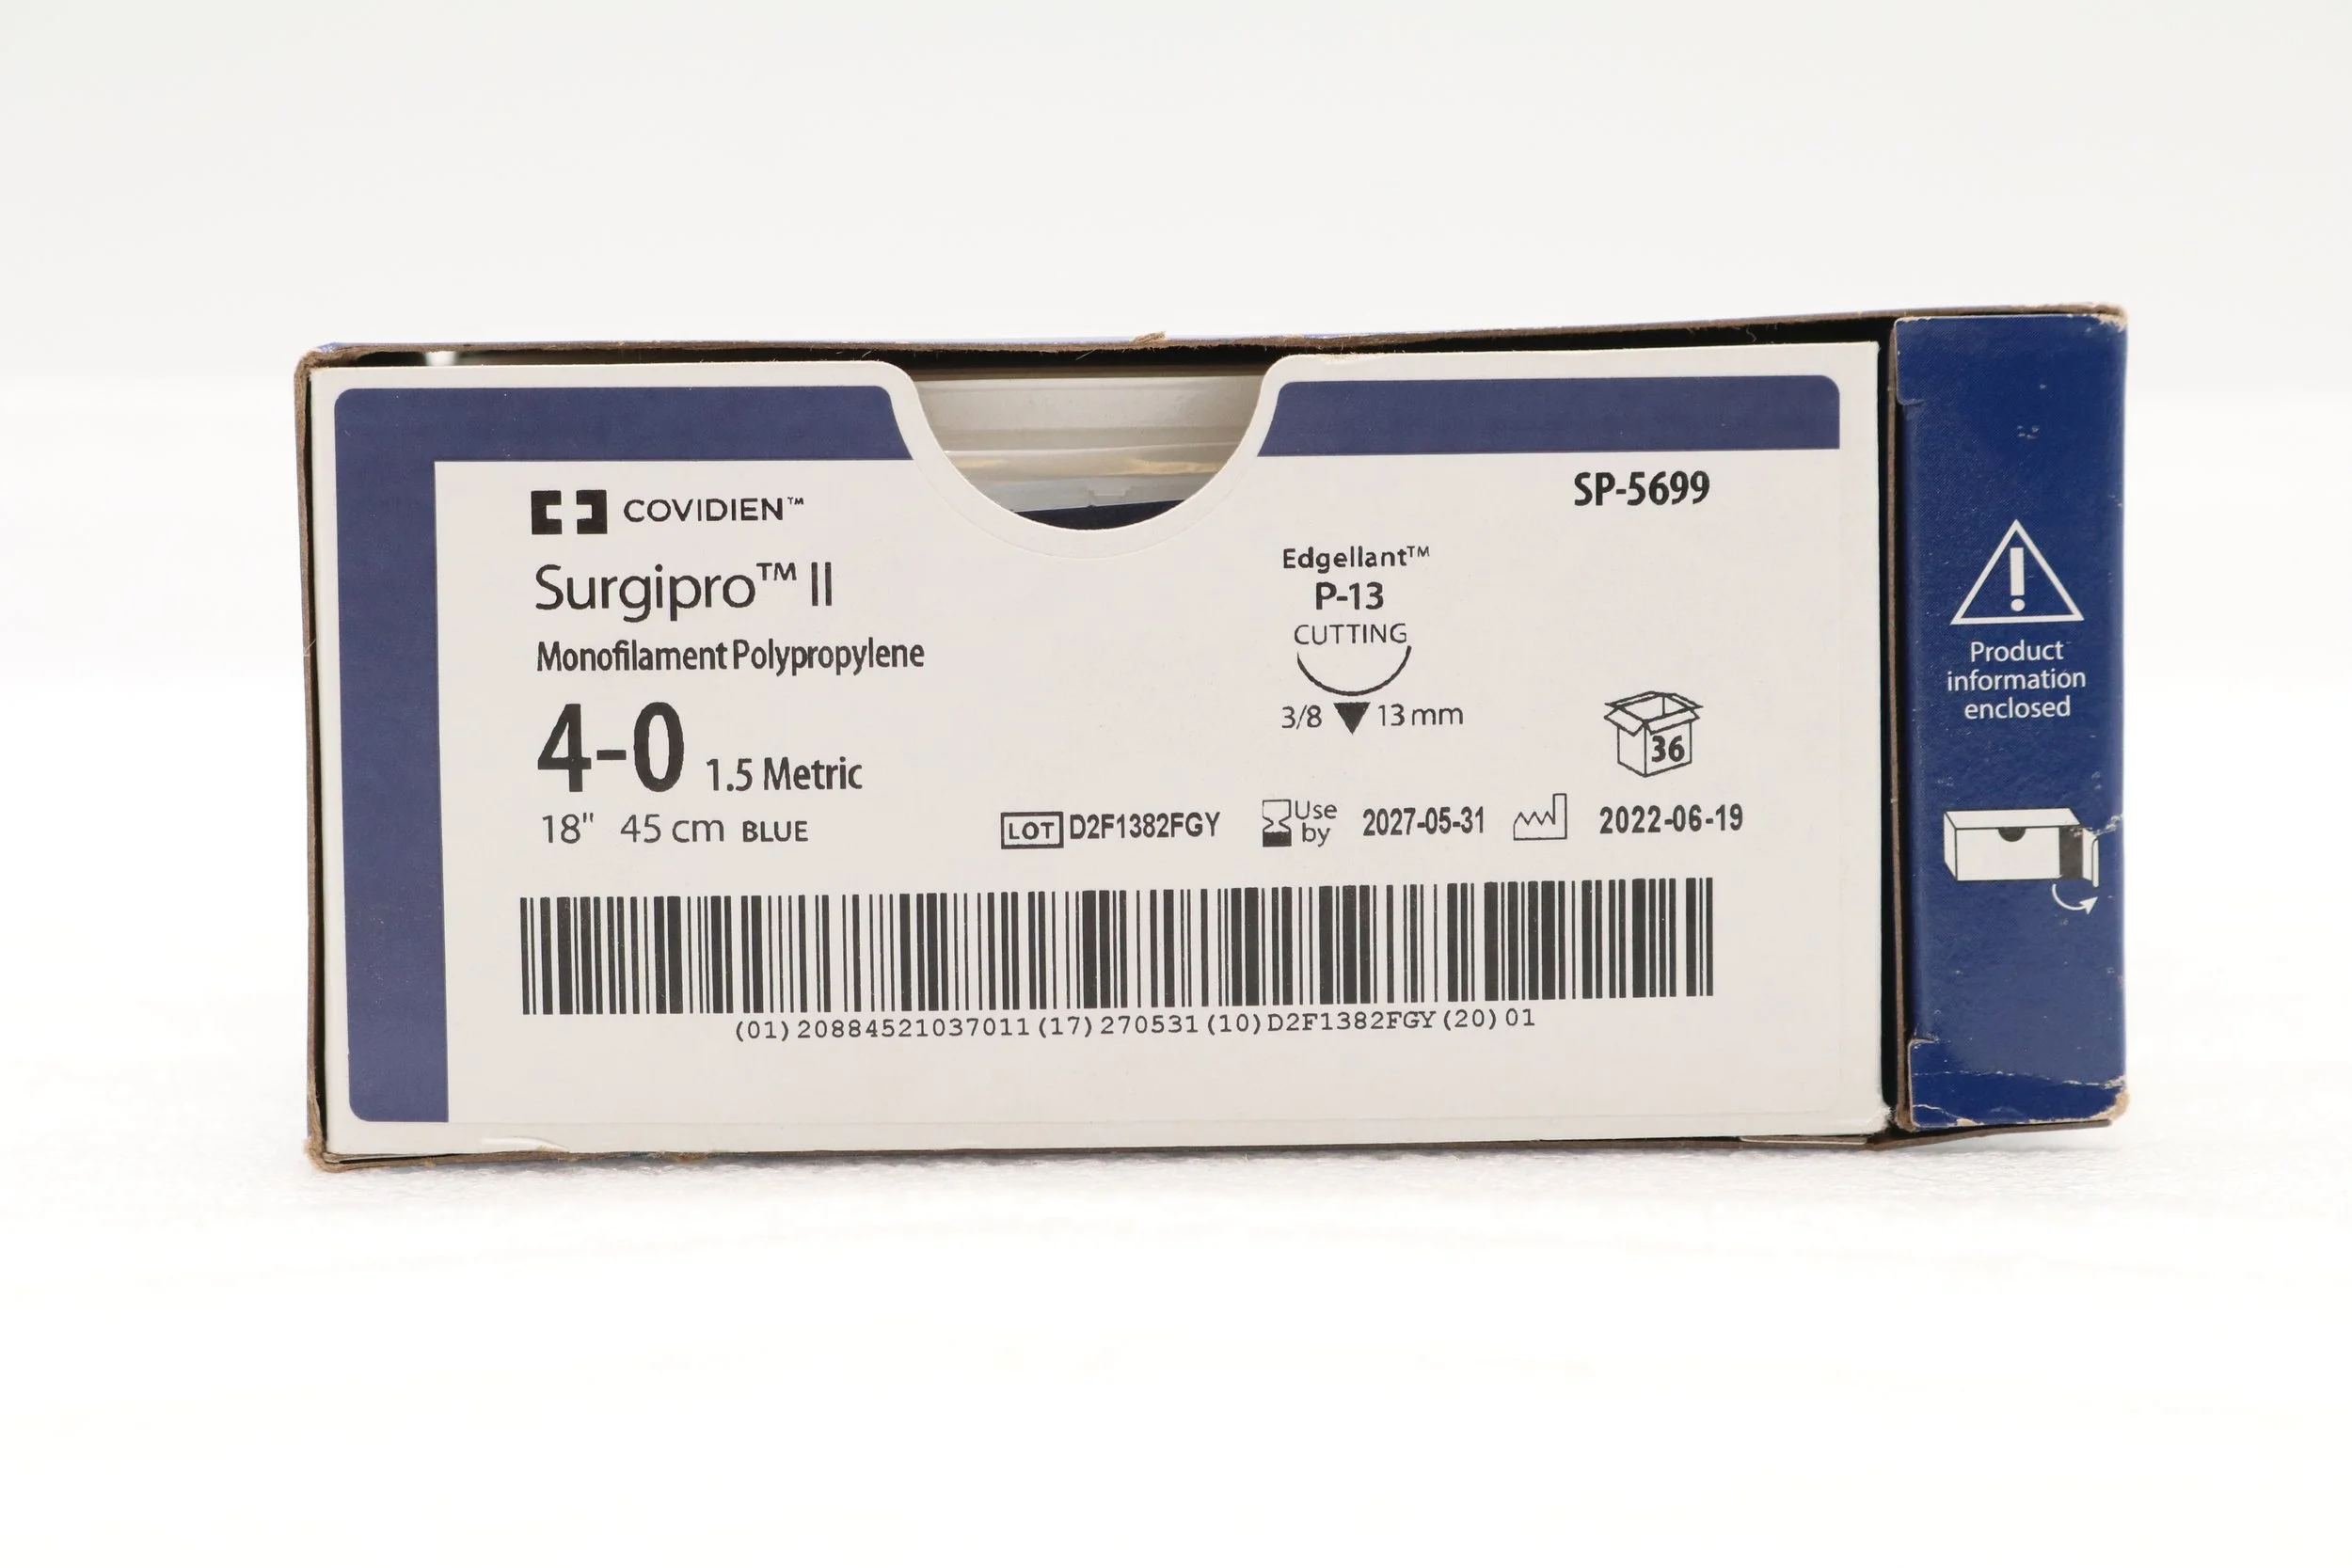 COVIDIEN™
SP-5699
Surgipro™ II
Monofilament Polypropylene
4-0 1.5 Metric
18" 45 cm BLUE
Edgellant™
P-13
CUTTING
3/8 13 mm
36
LOT D2F1382FGY
Use
by
2027-05-31
2022-06-19
(01)20884521037011(17)270531(10)D2F1382FGY(20)01
Product
information
enclosed